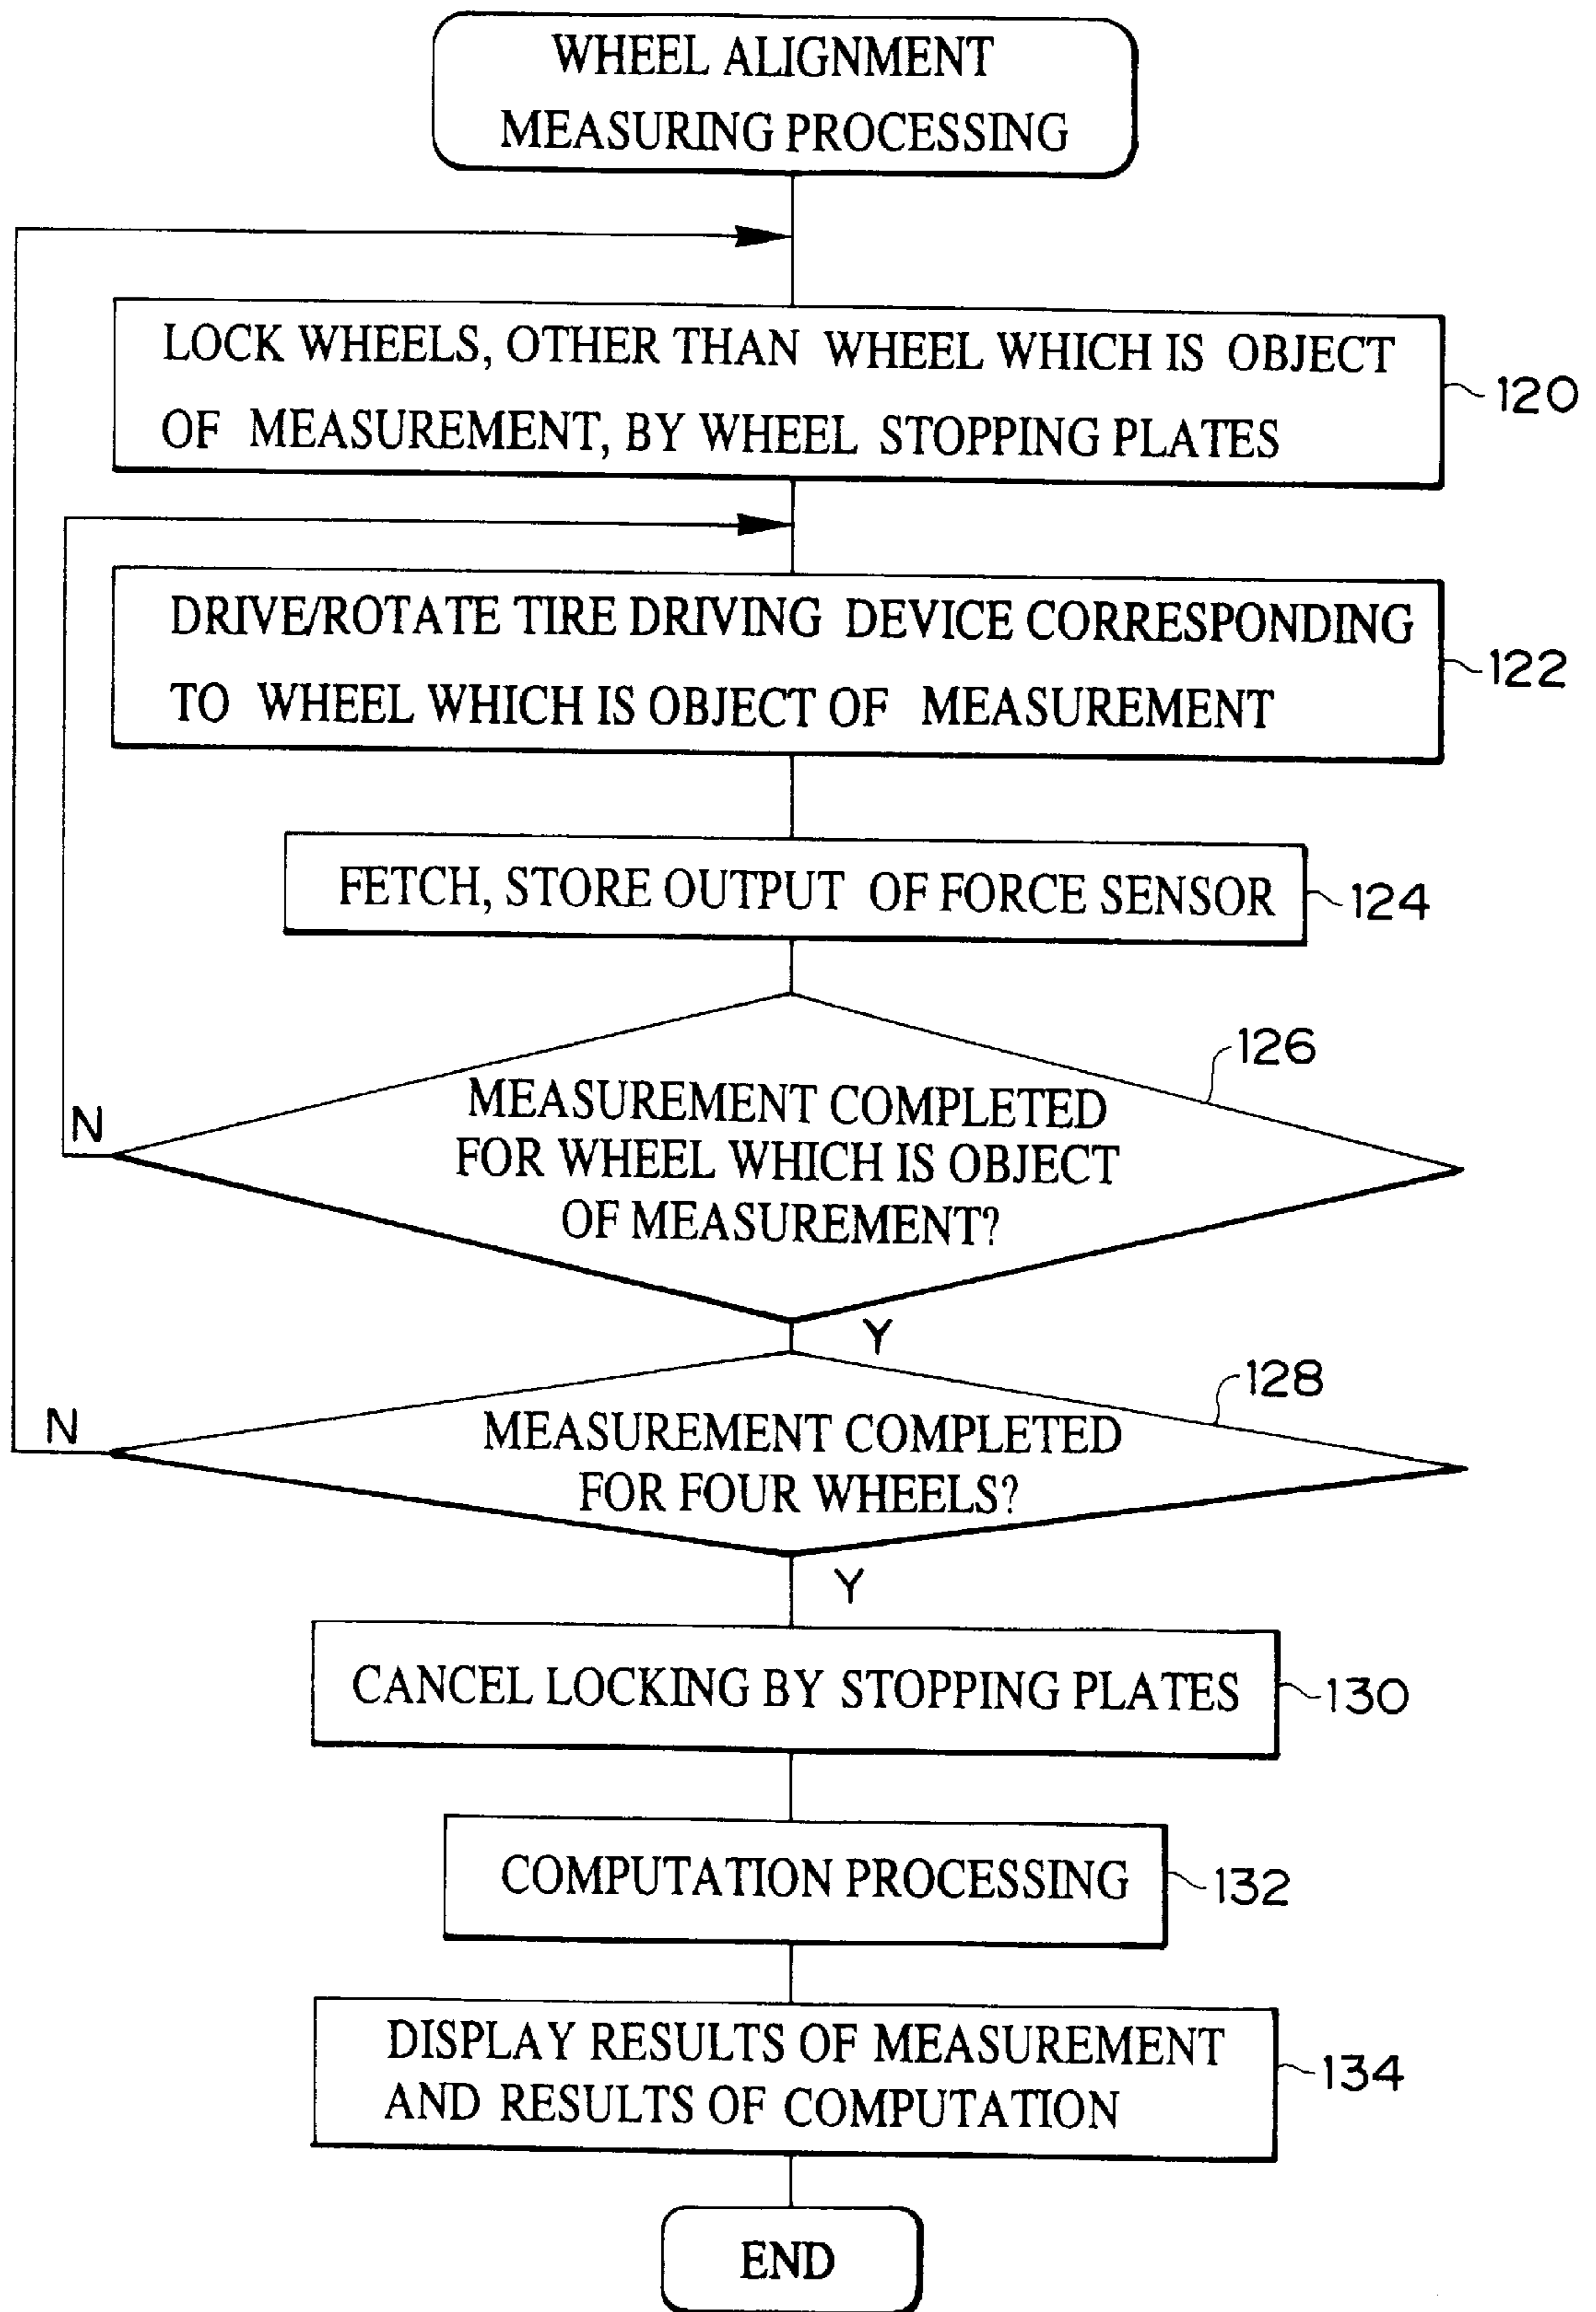 WHEEL ALIGNMENT
MEASURING PROCESSING
LOCK WHEELS, OTHER THAN WHEEL WHICH IS OBJECT
OF MEASUREMENT, BY WHEEL STOPPING PLATES
120
DRIVE/ROTATE TIRE DRIVING DEVICE CORRESPONDING
TO WHEEL WHICH IS OBJECT OF MEASUREMENT
122
FETCH, STORE OUTPUT OF FORCE SENSOR
124
126
MEASUREMENT COMPLETED
FOR WHEEL WHICH IS OBJECT
OF MEASUREMENT?
N
Y
128
MEASUREMENT COMPLETED
FOR FOUR WHEELS?
N
Y
CANCEL LOCKING BY STOPPING PLATES
130
COMPUTATION PROCESSING
132
DISPLAY RESULTS OF MEASUREMENT
AND RESULTS OF COMPUTATION
134
END